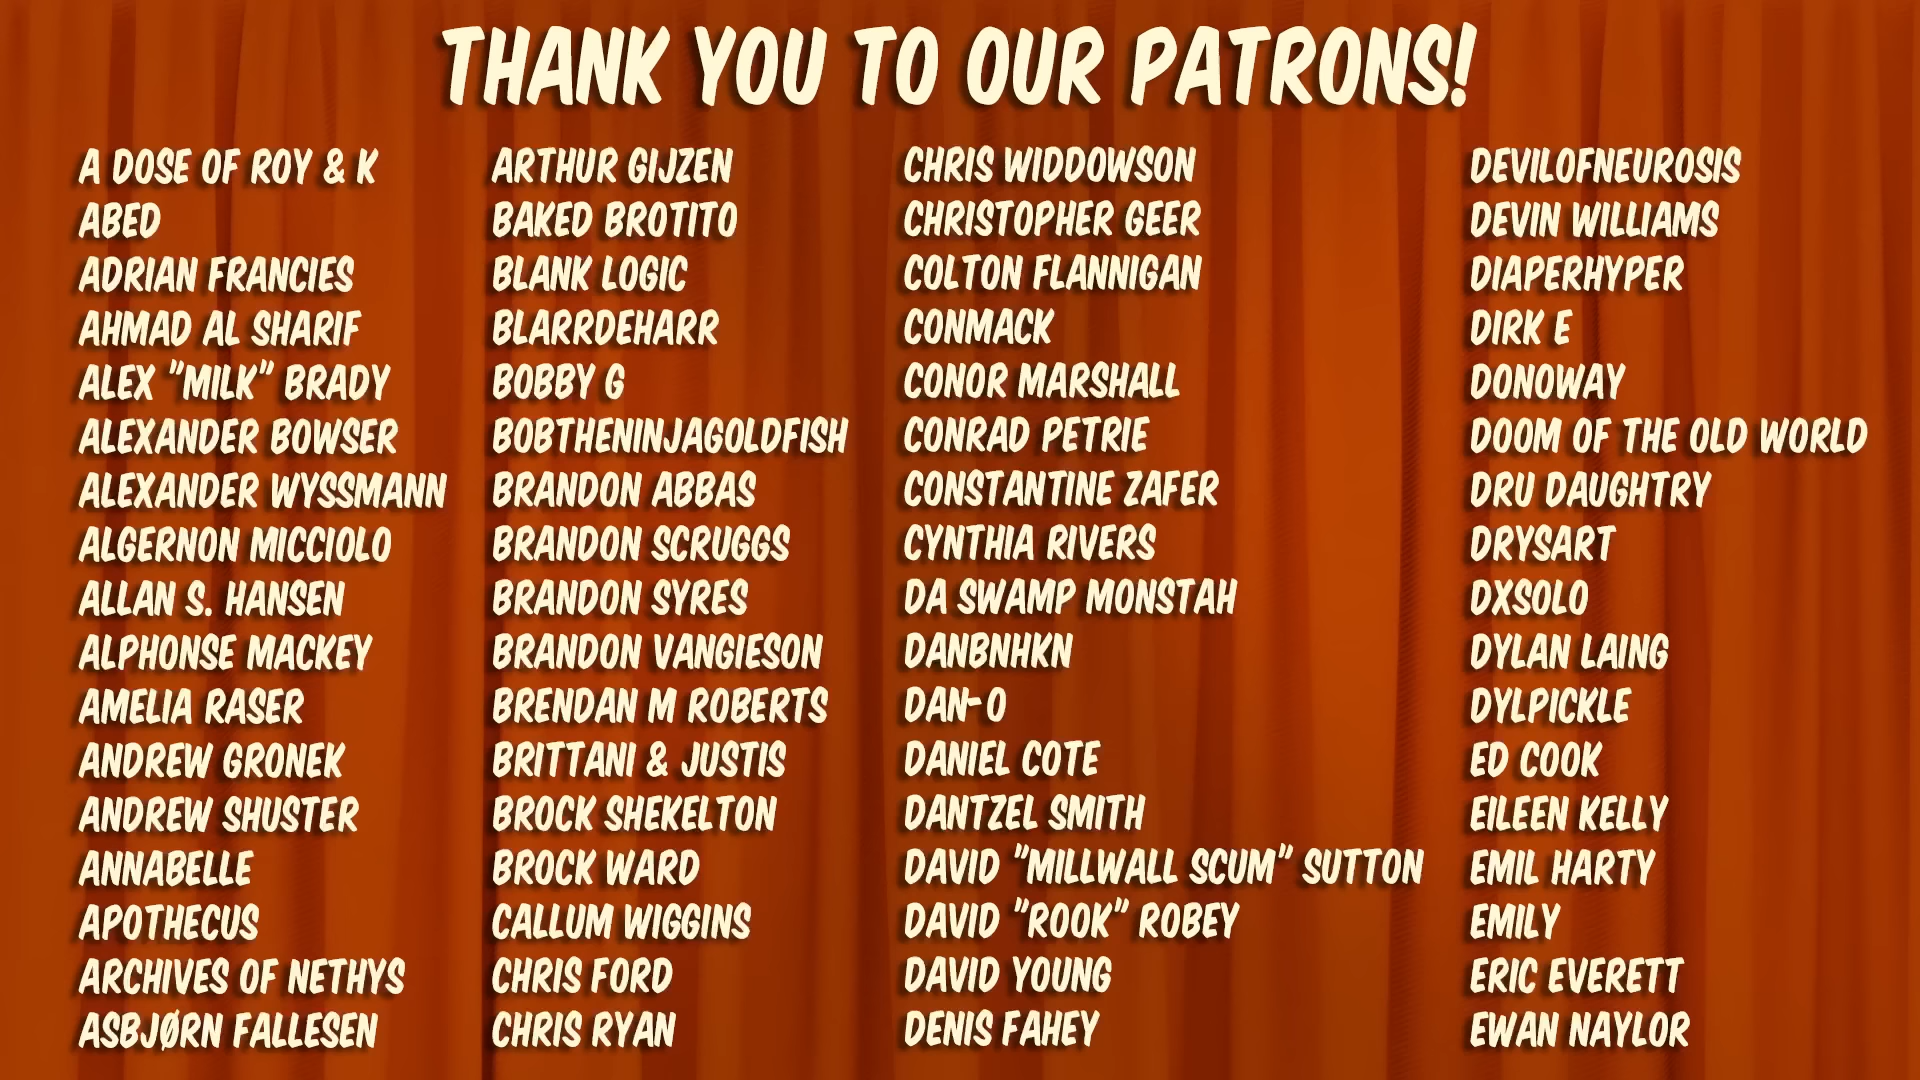 THANK YOU TO OUR PATRONS!
A DOSE OF ROY & K
ABED
ADRIAN FRANCIES
AHMAD AL SHARIF
ALEX "MILK" BRADY
ALEXANDER BOWSER
ALEXANDER WYSSMANN
ALGERNON MICCIOLO
ALLAN S. HANSEN
ALPHONSE MACKEY
AMELIA RASER
ANDREW GRONEK
ANDREW SHUSTER
ANNABELLE
APOTHECUS
ARCHIVES OF NETHYS
ASBJØRN FALLESEN
ARTHUR GIJZEN
BAKED BROTITO
BLANK LOGIC
BLARRDEHARR
BOBBY G
BOBTHENINJAGOLDFISH
BRANDON ABBAS
BRANDON SCRUGGS
BRANDON SYRES
BRANDON VANGIESON
BRENDAN M ROBERTS
BRITTANI & JUSTIS
BROCK SHEKELTON
BROCK WARD
CALLUM WIGGINS
CHRIS FORD
CHRIS RYAN
CHRIS WIDDOWSON
CHRISTOPHER GEER
COLTON FLANNIGAN
CONMACK
CONOR MARSHALL
CONRAD PETRIE
CONSTANTINE ZAFER
CYNTHIA RIVERS
DA SWAMP MONSTAH
DANBNHKN
DAN-O
DANIEL COTE
DANTZEL SMITH
DAVID "MILLWALL SCUM" SUTTON
DAVID "ROOK" ROBEY
DAVID YOUNG
DENIS FAHEY
DEVILOFNEUROSIS
DEVIN WILLIAMS
DIAPERHYPER
DIRK E
DONOWAY
DOOM OF THE OLD WORLD
DRU DAUGHTRY
DRYSART
DXSOLO
DYLAN LAING
DYLPICKLE
ED COOK
EILEEN KELLY
EMIL HARTY
EMILY
ERIC EVERETT
EWAN NAYLOR